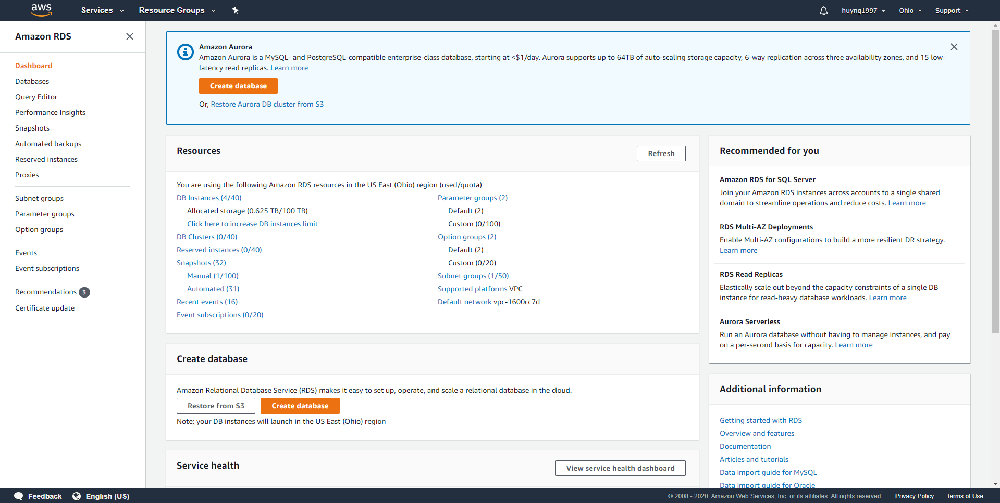 aws
Services
Resource Groups
huyng1997
Ohio
Support
Amazon RDS
Dashboard
Databases
Query Editor
Performance Insights
Snapshots
Automated backups
Reserved instances
Proxies
Subnet groups
Parameter groups
Option groups
Events
Event subscriptions
Recommendations 3
Certificate update
Amazon Aurora
Amazon Aurora is a MySQL- and PostgreSQL-compatible enterprise-class database, starting at <$1/day. Aurora supports up to 64TB of auto-scaling storage capacity, 6-way replication across three availability zones, and 15 low-
latency read replicas. Learn more
Create database
Or, Restore Aurora DB cluster from S3
Resources
Refresh
You are using the following Amazon RDS resources in the US East (Ohio) region (used/quota)
DB Instances (4/40)
Allocated storage (0.625 TB/100 TB)
Click here to increase DB instances limit
DB Clusters (0/40)
Reserved instances (0/40)
Snapshots (32)
Manual (1/100)
Automated (31)
Recent events (16)
Event subscriptions (0/20)
Parameter groups (2)
Default (2)
Custom (0/100)
Option groups (2)
Default (2)
Custom (0/20)
Subnet groups (1/50)
Supported platforms VPC
Default network vpc-1600cc7d
Create database
Amazon Relational Database Service (RDS) makes it easy to set up, operate, and scale a relational database in the cloud.
Restore from S3
Create database
Note: your DB instances will launch in the US East (Ohio) region
Service health
View service health dashboard
Recommended for you
Amazon RDS for SQL Server
Join your Amazon RDS instances across accounts to a single shared
domain to streamline operations and reduce costs. Learn more
RDS Multi-AZ Deployments
Enable Multi-AZ configurations to build a more resilient DR strategy.
Learn more
RDS Read Replicas
Elastically scale out beyond the capacity constraints of a single DB
instance for read-heavy database workloads. Learn more
Aurora Serverless
Run an Aurora database without having to manage instances, and pay
on a per-second basis for capacity. Learn more
Additional information
Getting started with RDS
Overview and features
Documentation
Articles and tutorials
Data import guide for MySQL
Data import guide for Oracle
Feedback
English (US)
© 2008 - 2020, Amazon Web Services, Inc. or its affiliates. All rights reserved.
Privacy Policy
Terms of Use